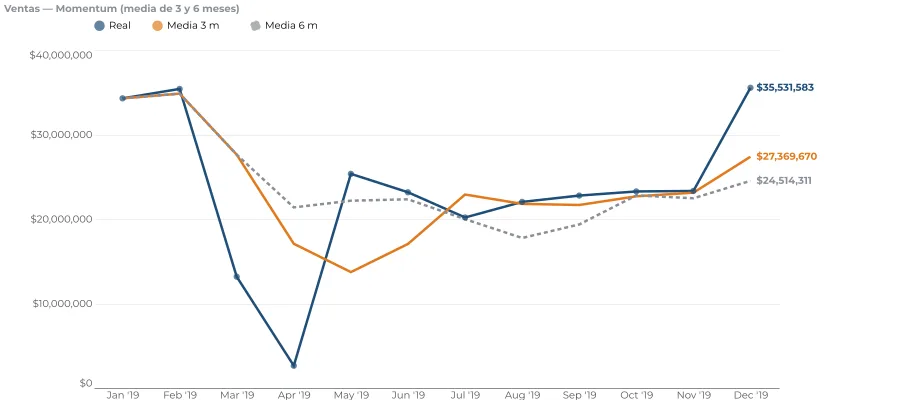 Ventas — Momentum (media de 3 y 6 meses)
Real Media 3 m Media 6 m
$40,000,000
$35,531,583
$30,000,000
$27,369,670
$24,514,311
$20,000,000
$10,000,000
$0
Jan '19 Feb '19 Mar '19 Apr '19 May '19 Jun '19 Jul '19 Aug '19 Sep '19 Oct '19 Nov '19 Dec '19